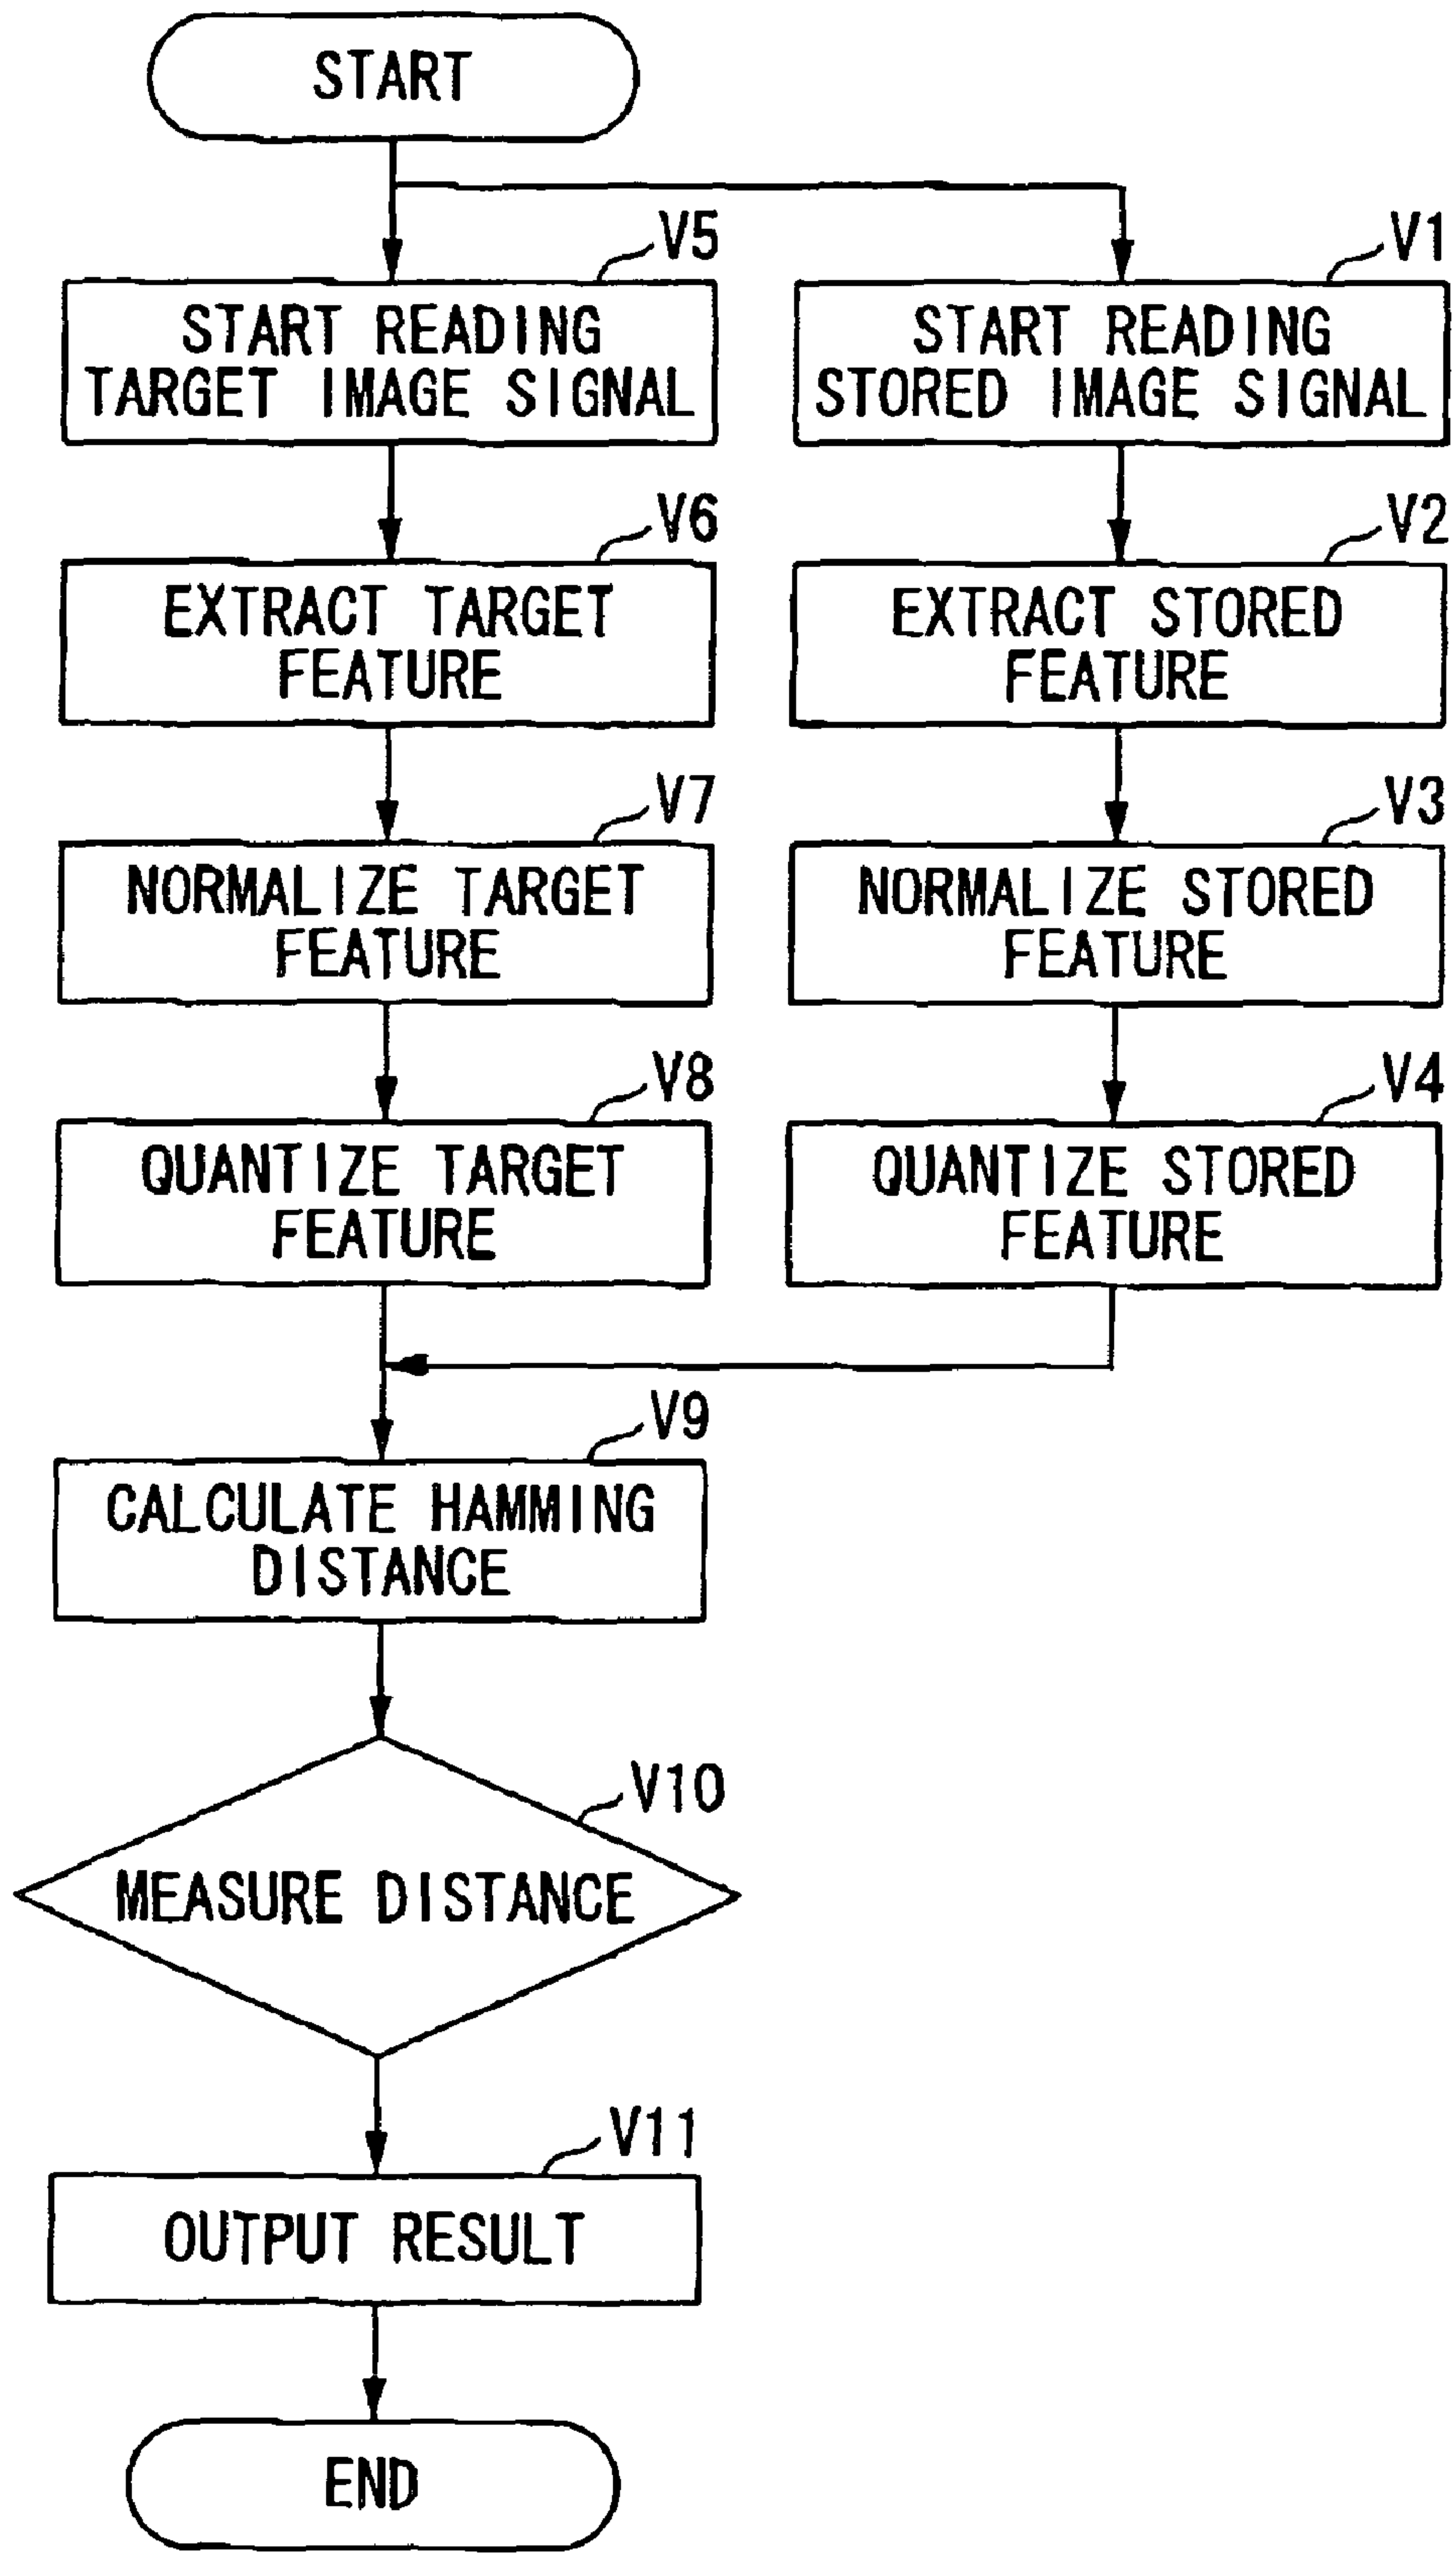 START
V5
START READING
TARGET IMAGE SIGNAL
V1
START READING
STORED IMAGE SIGNAL
V6
EXTRACT TARGET
FEATURE
V2
EXTRACT STORED
FEATURE
V7
NORMALIZE TARGET
FEATURE
V3
NORMALIZE STORED
FEATURE
V8
QUANTIZE TARGET
FEATURE
V4
QUANTIZE STORED
FEATURE
V9
CALCULATE HAMMING
DISTANCE
V10
MEASURE DISTANCE
V11
OUTPUT RESULT
END